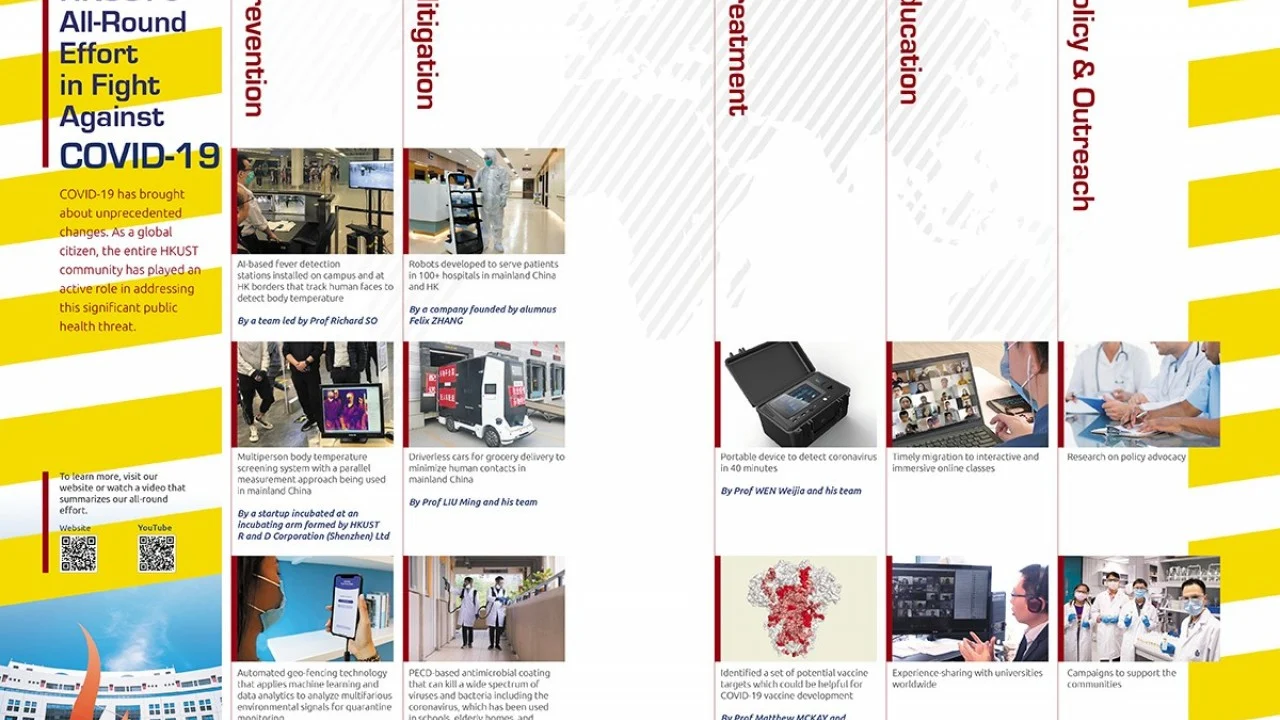 All-Round
Effort
in Fight
Against
COVID-19
COVID-19 has brought
about unprecedented
changes. As a global
citizen, the entire HKUST
community has played an
active role in addressing
this significant public
health threat.
To learn more, visit our
website or watch a video that
summarizes our all-round
effort.
Website
YouTube
revention
AI-based fever detection
stations installed on campus and at
HK borders that track human faces to
detect body temperature
By a team led by Prof Richard SO
Multiperson body temperature
screening system with a parallel
measurement approach being used
in mainland China
By a startup incubated at an
incubating arm formed by HKUST
R and D Corporation (Shenzhen) Ltd
Automated geo-fencing technology
that applies machine learning and
data analytics to analyze multifarious
environmental signals for quarantine
monitoring
itigation
Robots developed to serve patients
in 100+ hospitals in mainland China
and HK
By a company founded by alumnus
Felix ZHANG
Driverless cars for grocery delivery to
minimize human contacts in
mainland China
By Prof LIU Ming and his team
PECD-based antimicrobial coating
that can kill a wide spectrum of
viruses and bacteria including the
coronavirus, which has been used
in schools, elderly homes, and
reatment
Portable device to detect coronavirus
in 40 minutes
By Prof WEN Weijia and his team
Identified a set of potential vaccine
targets which could be helpful for
COVID-19 vaccine development
By Prof Matthew MCKAY and
ducation
Timely migration to interactive and
immersive online classes
Experience-sharing with universities
worldwide
olicy & Outreach
Research on policy advocacy
Campaigns to support the
communities